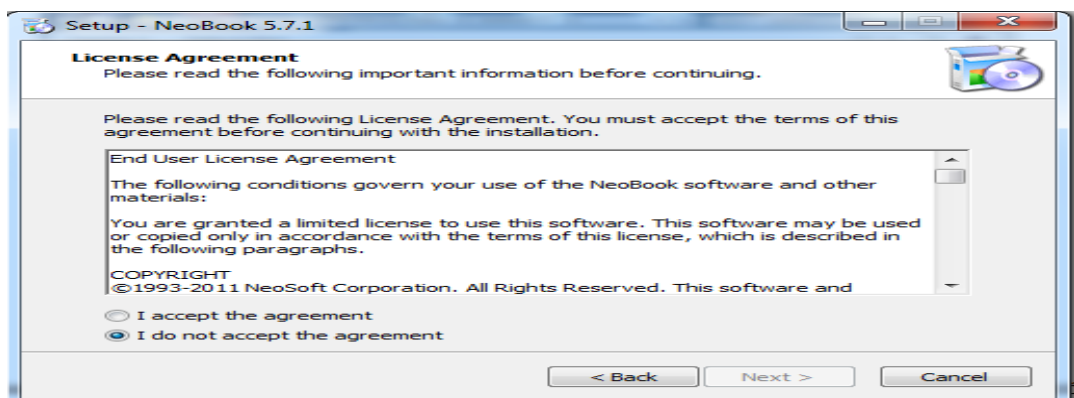 Setup - NeoBook 5.7.1
License Agreement
Please read the following important information before continuing.
Please read the following License Agreement. You must accept the terms of this
agreement before continuing with the installation.
End User License Agreement
The following conditions govern your use of the NeoBook software and other
materials:
You are granted a limited license to use this software. This software may be used
or copied only in accordance with the terms of this license, which is described in
the following paragraphs.
COPYRIGHT
©1993-2011 NeoSoft Corporation. All Rights Reserved. This software and
I accept the agreement
I do not accept the agreement
< Back
Next >
Cancel